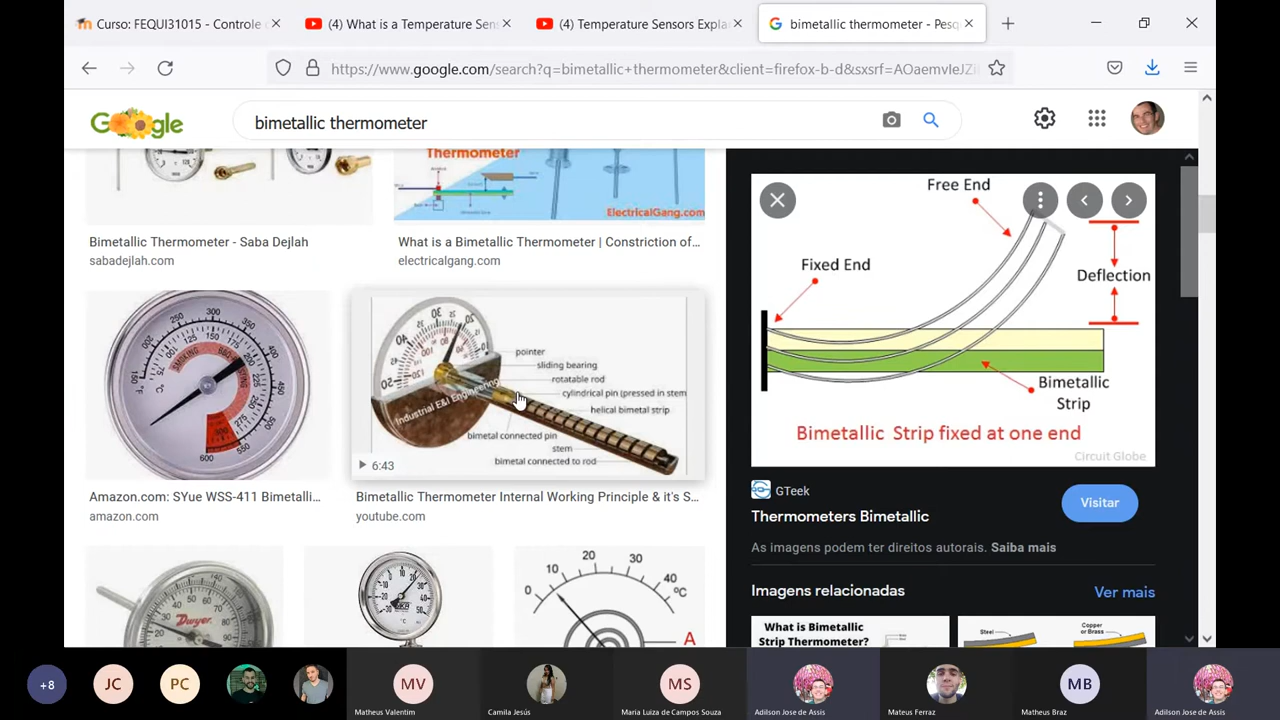 Curso: FEQUI31015 - Controle
(4) What is a Temperature Sen
(4) Temperature Sensors Expla
bimetallic thermometer - Pesq
https://www.google.com/search?q=bimetallic+thermometer&client=firefox-b-d&sxsrf=AOaemvIeJZi
Google
bimetallic thermometer
Thermometer
ElectricalGang.com
Bimetallic Thermometer - Saba Dejlah
sabadejlah.com
What is a Bimetallic Thermometer | Constriction of...
electricalgang.com
SMOKING
pointer
sliding bearing
rotatable rod
cylindrical pin (pressed in stem
helical bimetal strip
Industrial E&I Engineering
bimetal connected pin
stem
bimetal connected to rod
6:43
Amazon.com: SYue WSS-411 Bimetalli...
amazon.com
Bimetallic Thermometer Internal Working Principle & it's S...
youtube.com
Dwyer
0 10 20 30 40 °C
A
Free End
Fixed End
Deflection
Bimetallic
Strip
Bimetallic Strip fixed at one end
Circuit Globe
GTeek
Visitar
Thermometers Bimetallic
As imagens podem ter direitos autorais. Saiba mais
Imagens relacionadas
Ver mais
What is Bimetallic
Strip Thermometer?
Steel
Copper
or Brass
+8
JC
PC
MV
Matheus Valentim
Camila Jesús
MS
Maria Luiza de Campos Souza
Adilson Jose de Assis
Mateus Ferraz
MB
Matheus Braz
Adilson Jose de Assis